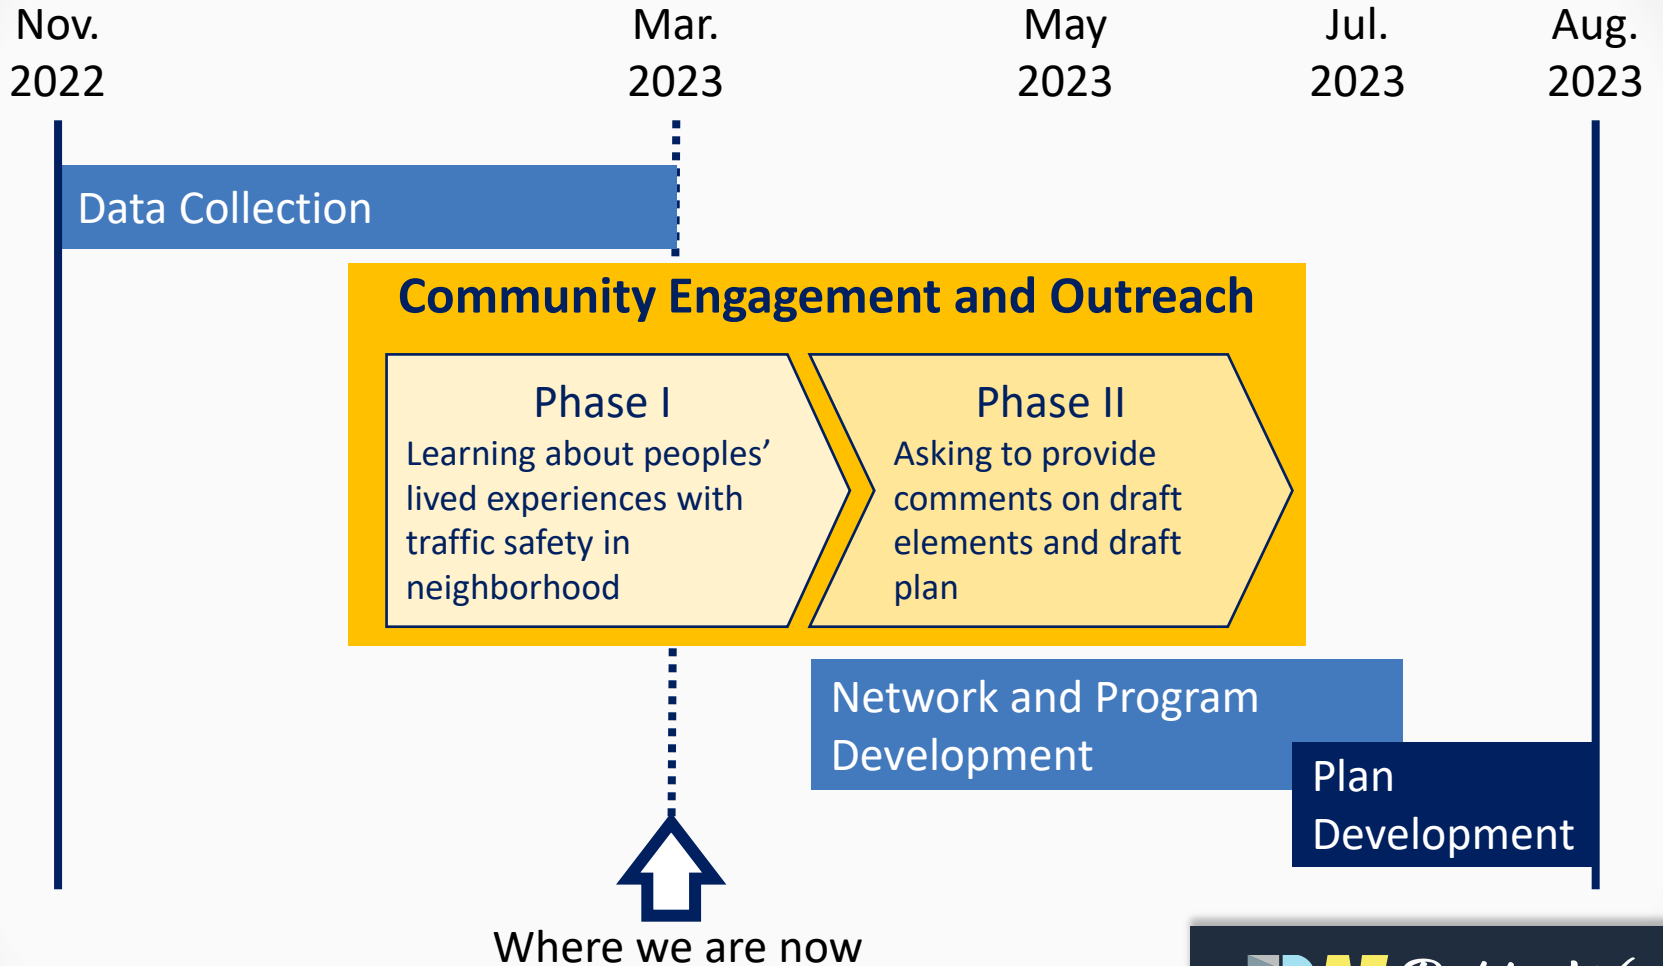 Nov.
2022
Mar.
2023
May
2023
Jul.
2023
Aug.
2023
Data Collection
Community Engagement and Outreach
Phase I
Learning about peoples’
lived experiences with
traffic safety in
neighborhood
Phase II
Asking to provide
comments on draft
elements and draft
plan
Network and Program
Development
Plan
Development
Where we are now